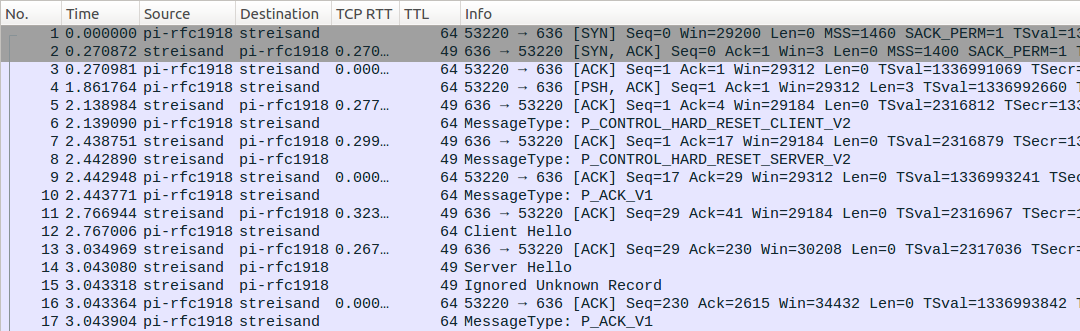 No. Time Source Destination TCP RTT TTL Info
1 0.000000 pi-rfc1918 streisand 64 53220 → 636 [SYN] Seq=0 Win=29200 Len=0 MSS=1460 SACK_PERM=1 TSval=1
2 0.270872 streisand pi-rfc1918 0.270… 49 636 → 53220 [SYN, ACK] Seq=0 Ack=1 Win=3 Len=0 MSS=1400 SACK_PERM=1 T
3 0.270981 pi-rfc1918 streisand 0.000… 64 53220 → 636 [ACK] Seq=1 Ack=1 Win=29312 Len=0 TSval=1336991069 TSecr=
4 1.861764 pi-rfc1918 streisand 64 53220 → 636 [PSH, ACK] Seq=1 Ack=1 Win=29312 Len=3 TSval=1336992660 T
5 2.138984 streisand pi-rfc1918 0.277… 49 636 → 53220 [ACK] Seq=1 Ack=4 Win=29184 Len=0 TSval=2316812 TSecr=133
6 2.139090 pi-rfc1918 streisand 64 MessageType: P_CONTROL_HARD_RESET_CLIENT_V2
7 2.438751 streisand pi-rfc1918 0.299… 49 636 → 53220 [ACK] Seq=1 Ack=17 Win=29184 Len=0 TSval=2316879 TSecr=13
8 2.442890 streisand pi-rfc1918 49 MessageType: P_CONTROL_HARD_RESET_SERVER_V2
9 2.442948 pi-rfc1918 streisand 0.000… 64 53220 → 636 [ACK] Seq=17 Ack=29 Win=29312 Len=0 TSval=1336993241 TSec
10 2.443771 pi-rfc1918 streisand 64 MessageType: P_ACK_V1
11 2.766944 streisand pi-rfc1918 0.323… 49 636 → 53220 [ACK] Seq=29 Ack=41 Win=29184 Len=0 TSval=2316967 TSecr=1
12 2.767006 pi-rfc1918 streisand 64 Client Hello
13 3.034969 streisand pi-rfc1918 0.267… 49 636 → 53220 [ACK] Seq=29 Ack=230 Win=30208 Len=0 TSval=2317036 TSecr=
14 3.043080 streisand pi-rfc1918 49 Server Hello
15 3.043318 streisand pi-rfc1918 49 Ignored Unknown Record
16 3.043364 pi-rfc1918 streisand 0.000… 64 53220 → 636 [ACK] Seq=230 Ack=2615 Win=34432 Len=0 TSval=1336993842 T
17 3.043904 pi-rfc1918 streisand 64 MessageType: P_ACK_V1